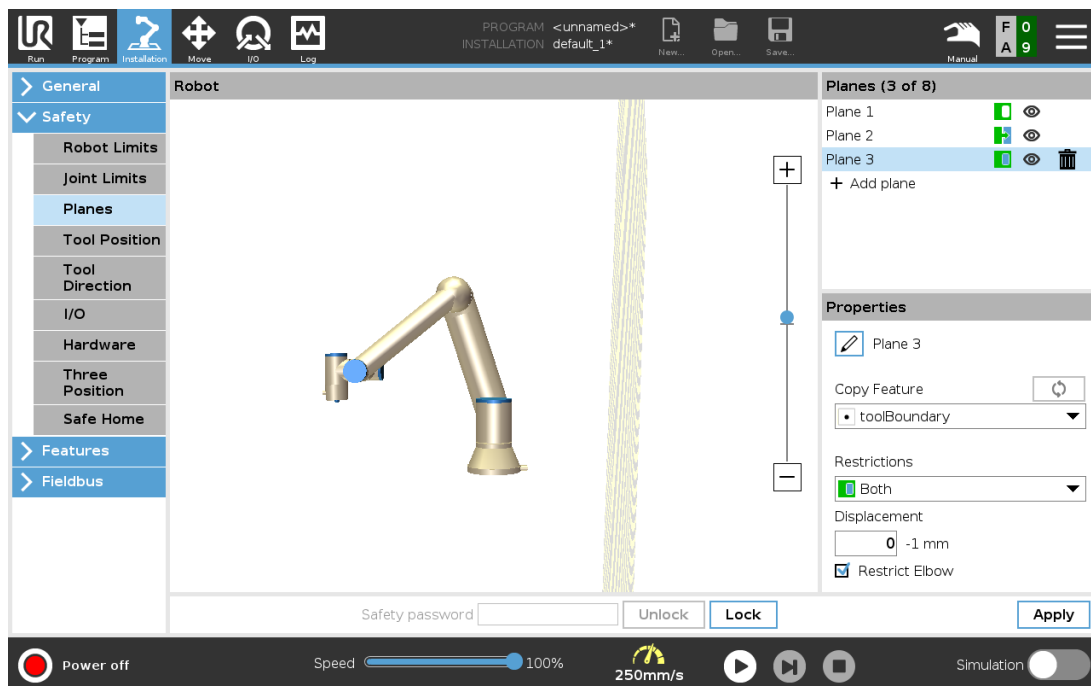 UR
PROGRAM <unnamed>*
INSTALLATION default_1*
New...
Open...
Save...
F 0
A 9
Run
Program
Installation
Move
I/O
Log
Manual
General
Safety
Robot Limits
Joint Limits
Planes
Tool Position
Tool
Direction
I/O
Hardware
Three
Position
Safe Home
Features
Fieldbus
Robot
Planes (3 of 8)
Plane 1
Plane 2
Plane 3
+ Add plane
Properties
Plane 3
Copy Feature
toolBoundary
Restrictions
Both
Displacement
0 -1 mm
Restrict Elbow
Safety password
Unlock
Lock
Apply
Power off
Speed
100%
250mm/s
Simulation